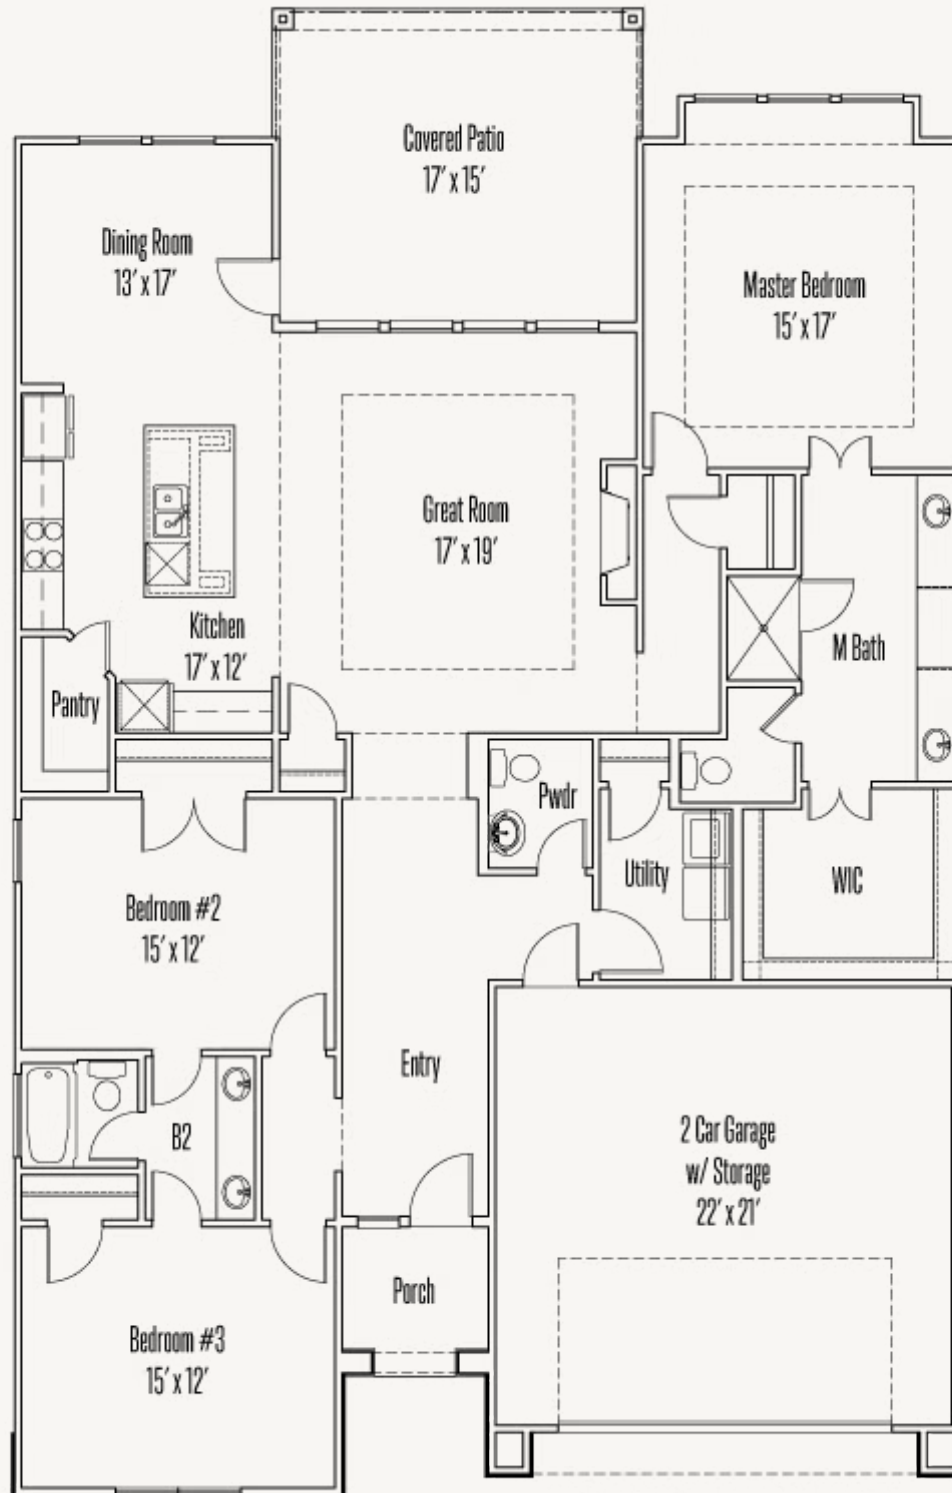 Covered Patio
17' x 15'
Dining Room
13' x 17'
Master Bedroom
15' x 17'
Great Room
17' x 19'
Kitchen
17' x 12'
M Bath
Pantry
Pwdr
Utility
WIC
Bedroom #2
15' x 12'
Entry
B2
2 Car Garage
w/ Storage
22' x 21'
Porch
Bedroom #3
15' x 12'